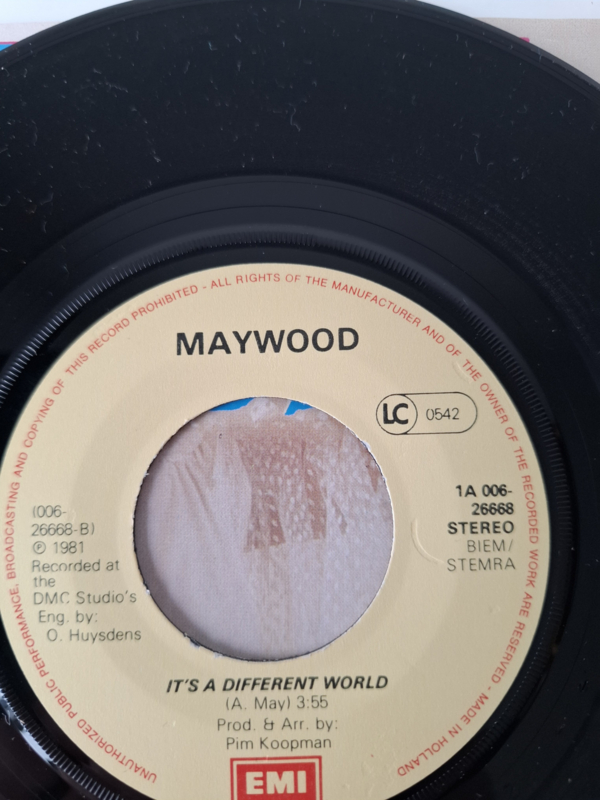 UNAUTHORIZED PUBLIC PERFORMANCE, BROADCASTING AND COPYING OF THIS RECORD PROHIBITED - ALL RIGHTS OF THE MANUFACTURER AND OF THE OWNER OF THE RECORDED WORK ARE RESERVED - MADE IN HOLLAND
MAYWOOD
LC 0542
1A 006-
26668
STEREO
BIEM/
STEMRA
(006-
26668-B)
℗ 1981
Recorded at
the
DMC Studio's
Eng. by:
O. Huysdens
IT'S A DIFFERENT WORLD
(A. May) 3:55
Prod. & Arr. by:
Pim Koopman
EMI